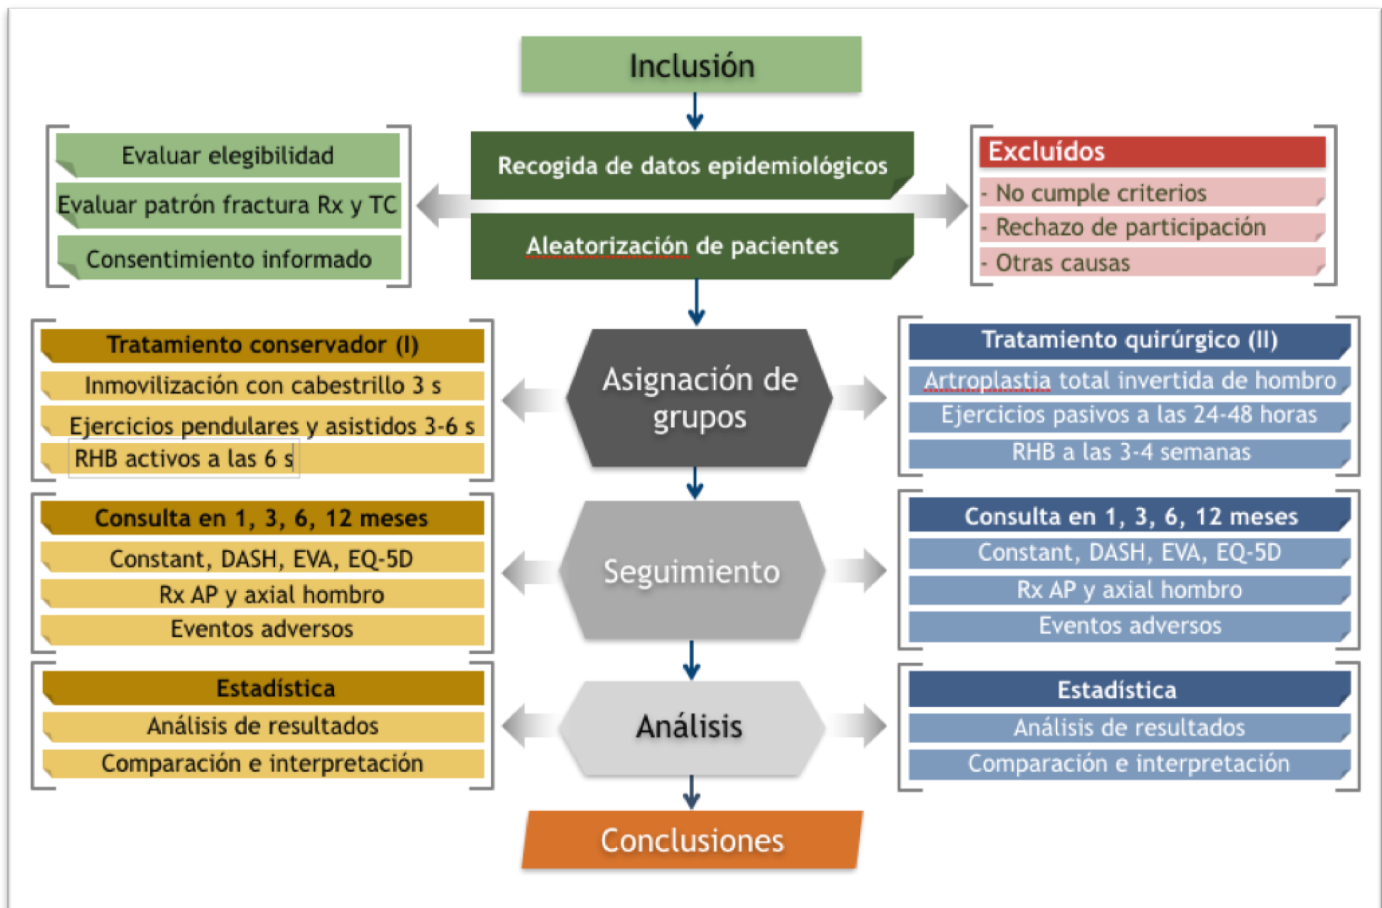 Inclusión
Evaluar elegibilidad
Evaluar patrón fractura Rx y TC
Consentimiento informado
Recogida de datos epidemiológicos
Aleatorización de pacientes
Excluídos
- No cumple criterios
- Rechazo de participación
- Otras causas
Tratamiento conservador (I)
Inmovilización con cabestrillo 3 s
Ejercicios pendulares y asistidos 3-6 s
RHB activos a las 6 s
Asignación de
grupos
Tratamiento quirúrgico (II)
Artroplastia total invertida de hombro
Ejercicios pasivos a las 24-48 horas
RHB a las 3-4 semanas
Consulta en 1, 3, 6, 12 meses
Constant, DASH, EVA, EQ-5D
Rx AP y axial hombro
Eventos adversos
Seguimiento
Consulta en 1, 3, 6, 12 meses
Constant, DASH, EVA, EQ-5D
Rx AP y axial hombro
Eventos adversos
Estadística
Análisis de resultados
Comparación e interpretación
Análisis
Estadística
Análisis de resultados
Comparación e interpretación
Conclusiones